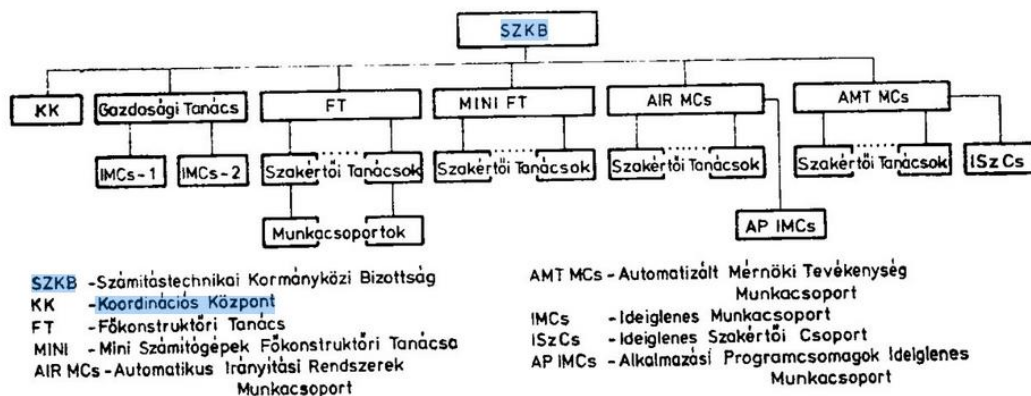 SZKB
KK Gazdasági Tanács FT MINI FT AIR MCs AMT MCs
IMCs-1 IMCs-2 Szakértői Tanácsok Szakértői Tanácsok Szakértői Tanácsok Szakértői Tanácsok ISzCs
Munkacsoportok AP IMCs
SZKB -Számítástechnikai Kormányközi Bizottság
KK -Koordinációs Központ
FT -Főkonstruktőri Tanács
MINI -Mini Számítógépek Főkonstruktőri Tanácsa
AIR MCs -Automatikus Irányítási Rendszerek
Munkacsoport
AMT MCs -Automatizált Mérnöki Tevékenység
Munkacsoport
IMCs -Ideiglenes Munkacsoport
ISzCs -Ideiglenes Szakértői Csoport
AP IMCs -Alkalmazási Programcsomagok Ideiglenes
Munkacsoport